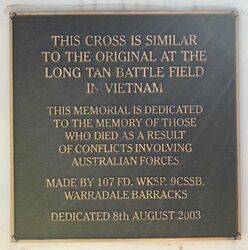 THIS CROSS IS SIMILAR
TO THE ORIGINAL AT THE
LONG TAN BATTLE FIELD
IN VIETNAM
THIS MEMORIAL IS DEDICATED
TO THE MEMORY OF THOSE
WHO DIED AS A RESULT
OF CONFLICTS INVOLVING
AUSTRALIAN FORCES
MADE BY 107 FD. WKSP. 9CSSB.
WARRADALE BARRACKS
DEDICATED 8th AUGUST 2003